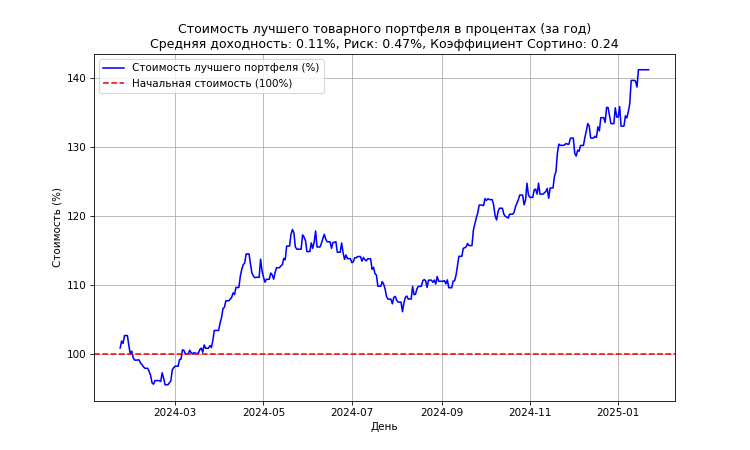 Стоимость лучшего товарного портфеля в процентах (за год)
Средняя доходность: 0.11%, Риск: 0.47%, Коэффициент Сортино: 0.24
Стоимость лучшего портфеля (%)
Начальная стоимость (100%)
Стоимость (%)
140
130
120
110
100
2024-03 2024-05 2024-07 2024-09 2024-11 2025-01
День